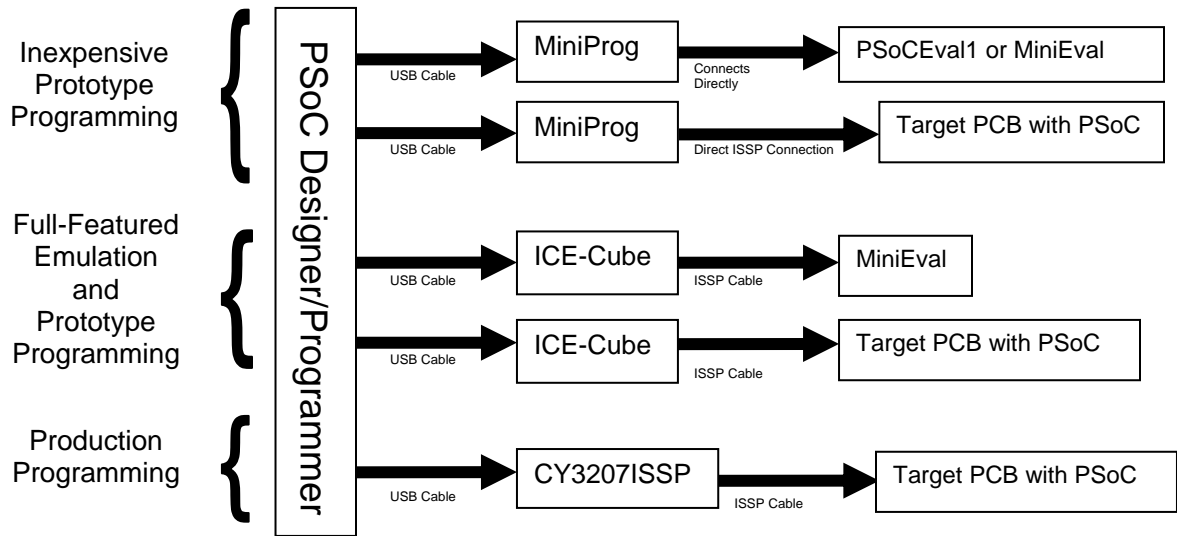 Inexpensive
Prototype
Programming
Full-Featured
Emulation
and
Prototype
Programming
Production
Programming
PSoC Designer/Programmer
USB Cable
MiniProg
Connects
Directly
PSoCEval1 or MiniEval
USB Cable
MiniProg
Direct ISSP Connection
Target PCB with PSoC
USB Cable
ICE-Cube
ISSP Cable
MiniEval
USB Cable
ICE-Cube
ISSP Cable
Target PCB with PSoC
USB Cable
CY3207ISSP
ISSP Cable
Target PCB with PSoC